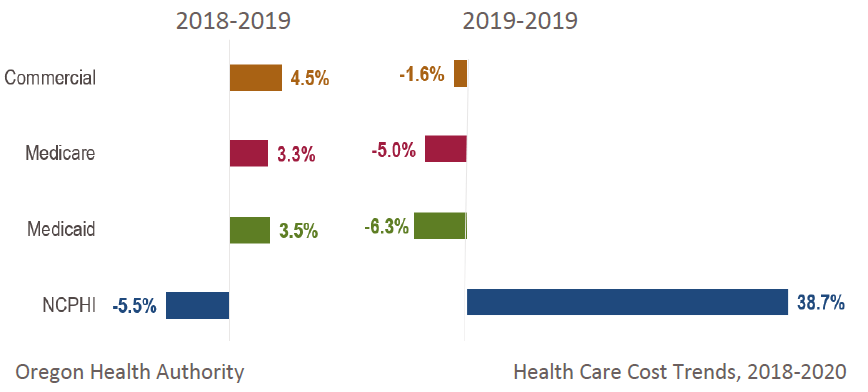 2018-2019 2019-2019
Commercial 4.5% -1.6%
Medicare 3.3% -5.0%
Medicaid 3.5% -6.3%
NCPHI -5.5% 38.7%
Oregon Health Authority Health Care Cost Trends, 2018-2020